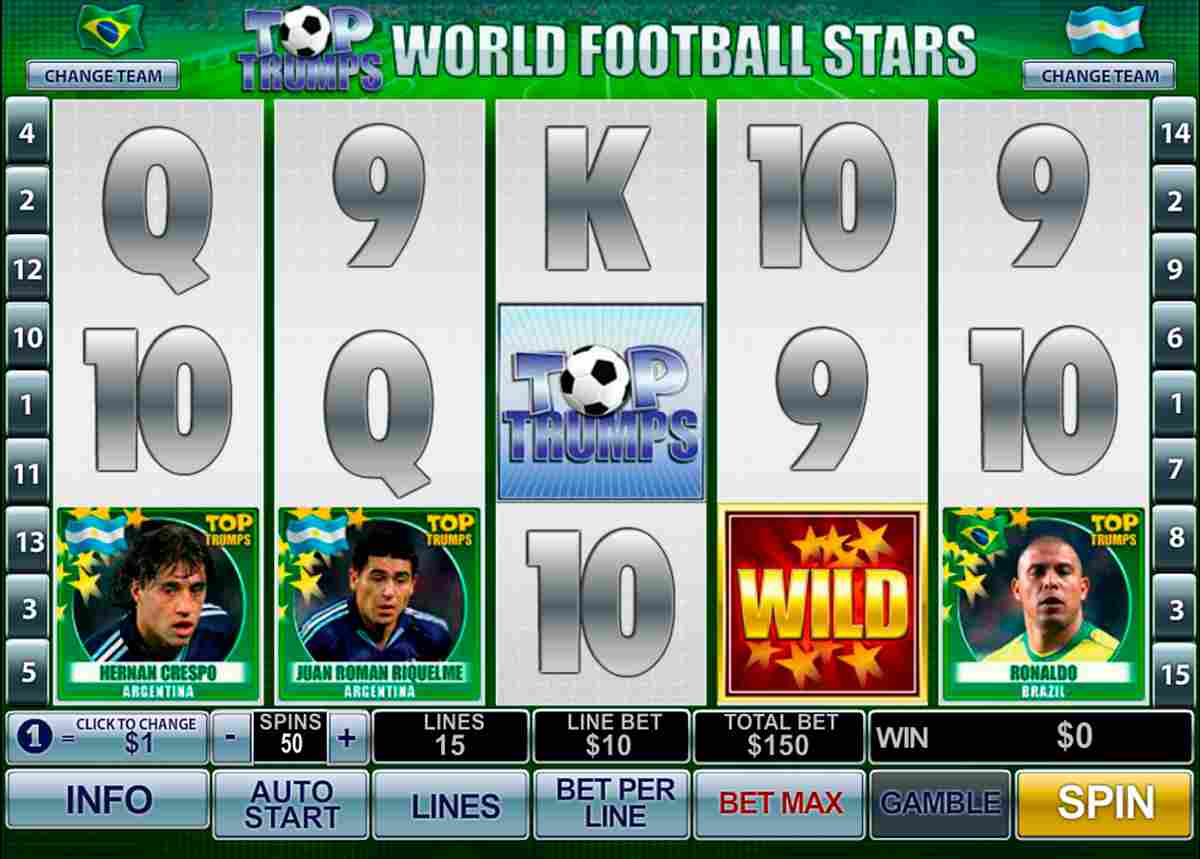 TOP
TRUMPS
WORLD FOOTBALL STARS
CHANGE TEAM
CHANGE TEAM
4
14
Q
9
K
10
9
2
2
12
9
10
6
10
Q
TOP
TRUMPS
9
10
1
1
11
7
13
8
TOP
TRUMPS
TOP
TRUMPS
10
WILD
TOP
TRUMPS
3
3
5
15
HERNAN CRESPO
ARGENTINA
JUAN ROMAN RIQUELME
ARGENTINA
RONALDO
BRAZIL
1 = CLICK TO CHANGE
$1
- SPINS +
50
LINES
15
LINE BET
$10
TOTAL BET
$150
WIN $0
INFO
AUTO
START
LINES
BET PER
LINE
BET MAX
GAMBLE
SPIN